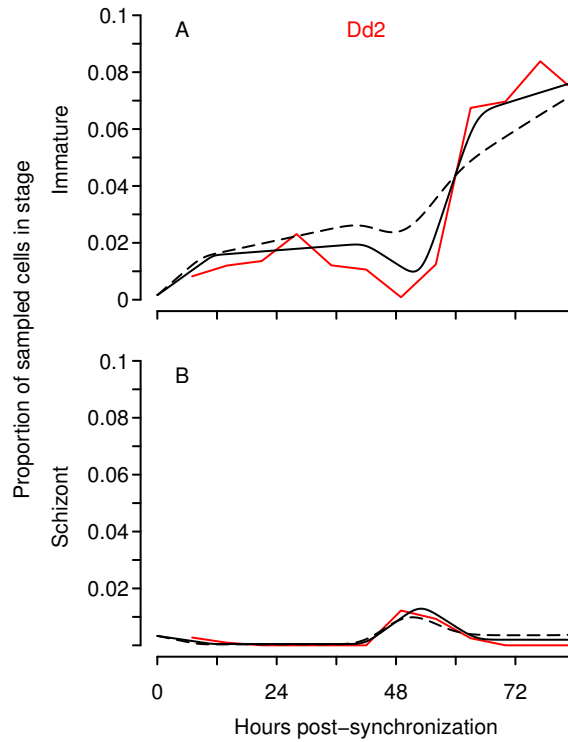 A
Dd2
0.1
0.08
0.06
0.04
0.02
0
Immature
Proportion of sampled cells in stage
B
0.1
0.08
0.06
0.04
0.02
Schizont
0 24 48 72
Hours post−synchronization